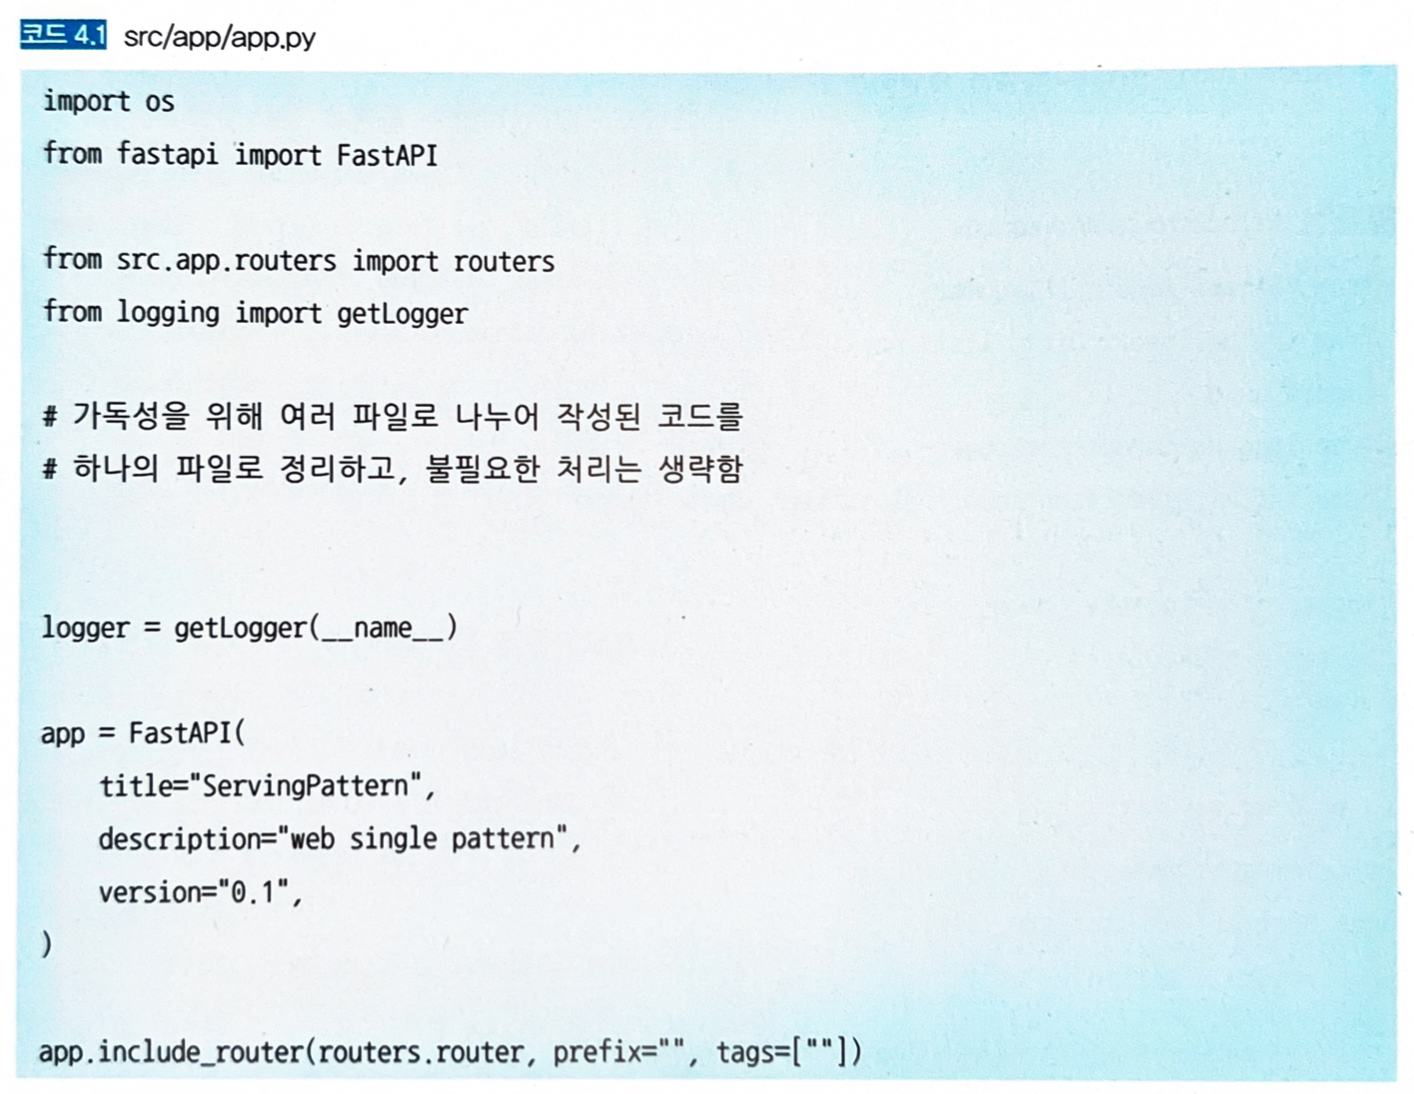 코드 4.1 src/app/app.py
import os
from fastapi import FastAPI
from src.app.routers import routers
from logging import getLogger
# 가독성을 위해 여러 파일로 나누어 작성된 코드를
# 하나의 파일로 정리하고, 불필요한 처리는 생략함
logger = getLogger(__name__)
app = FastAPI(
    title="ServingPattern",
    description="web single pattern",
    version="0.1",
)
app.include_router(routers.router, prefix="", tags=[""])